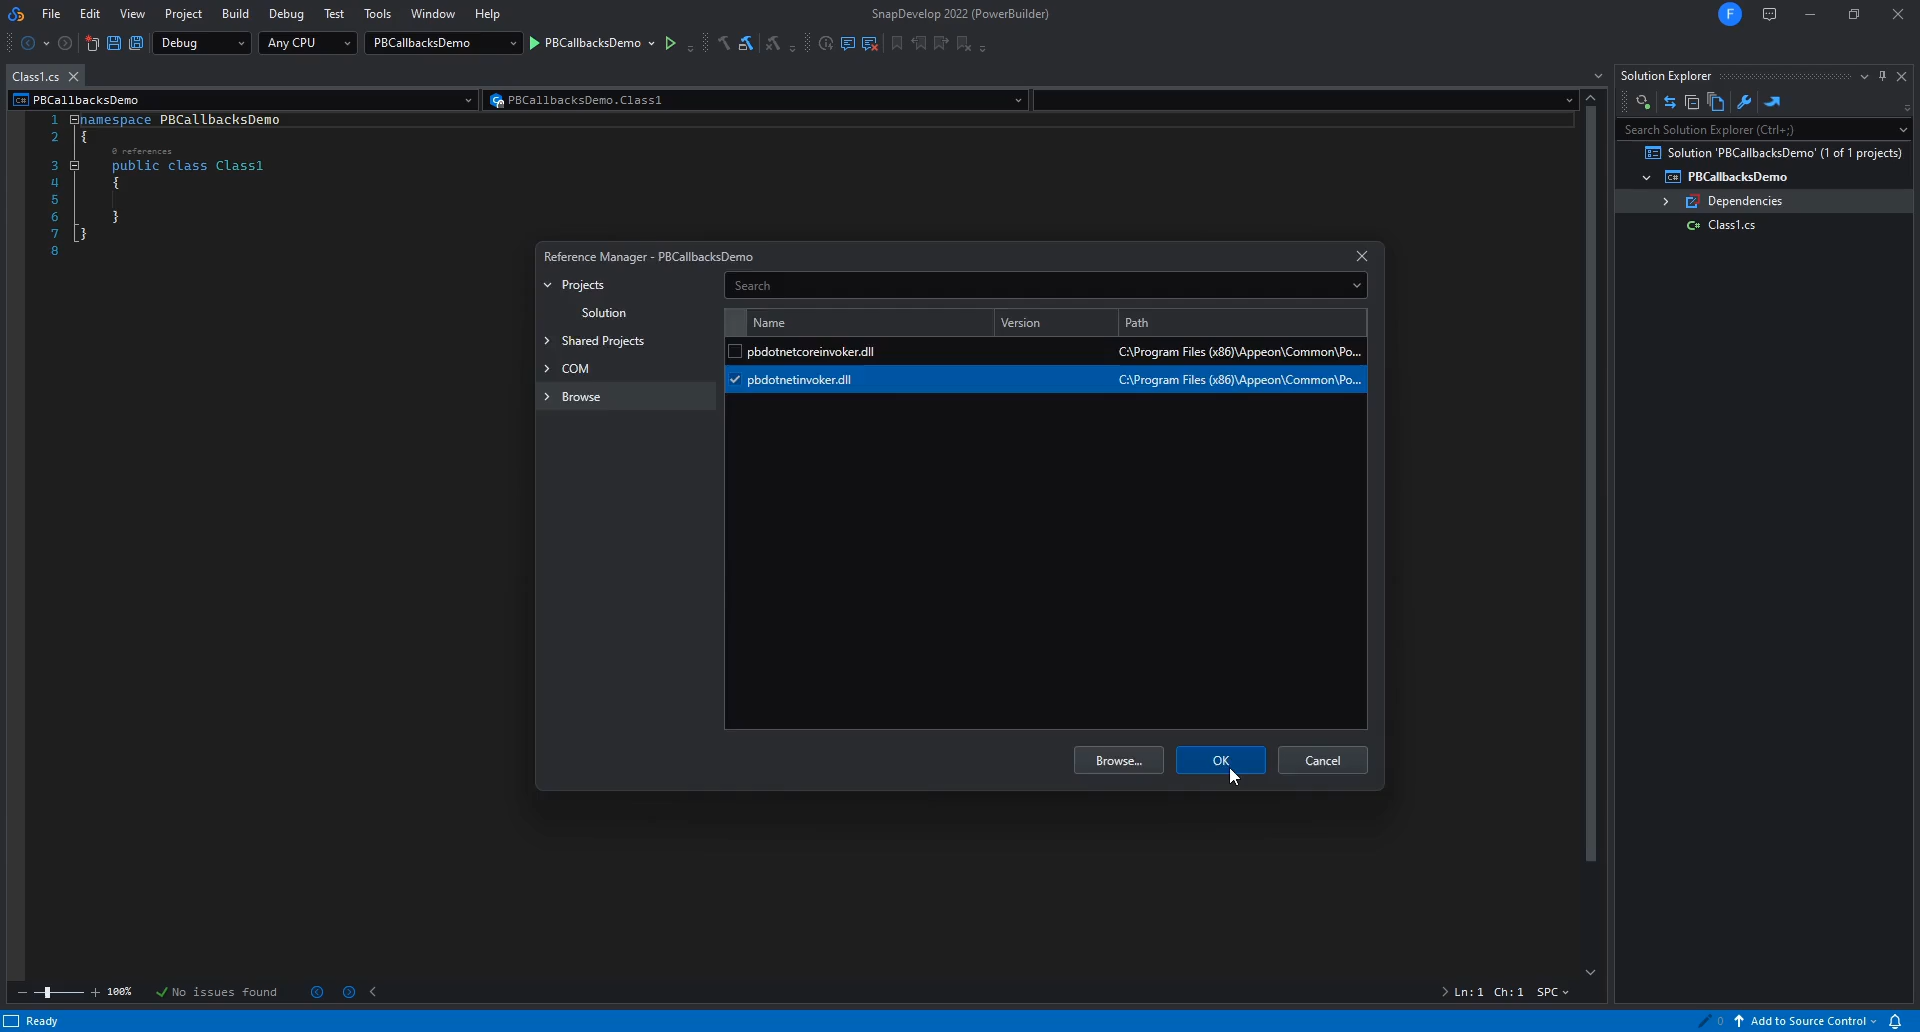 File Edit View Project Build Debug Test Tools Window Help
SnapDevelop 2022 (PowerBuilder)
F
Debug
Any CPU
PBCallbacksDemo
PBCallbacksDemo
Class1.cs
C# PBCallbacksDemo
PBCallbacksDemo.Class1
1 namespace PBCallbacksDemo
2 {
0 references
3 public class Class1
4 {
5
6 }
7 }
8
Reference Manager - PBCallbacksDemo
Projects
Solution
Shared Projects
COM
Browse
Search
Name Version Path
pbdotnetcoreinvoker.dll C:\Program Files (x86)\Appeon\Common\Po...
pbdotnetinvoker.dll C:\Program Files (x86)\Appeon\Common\Po...
Browse... OK Cancel
Solution Explorer
Search Solution Explorer (Ctrl+;)
Solution 'PBCallbacksDemo' (1 of 1 projects)
C# PBCallbacksDemo
Dependencies
C# Class1.cs
100%
No issues found
Ln: 1 Ch: 1 SPC
Ready
0
Add to Source Control